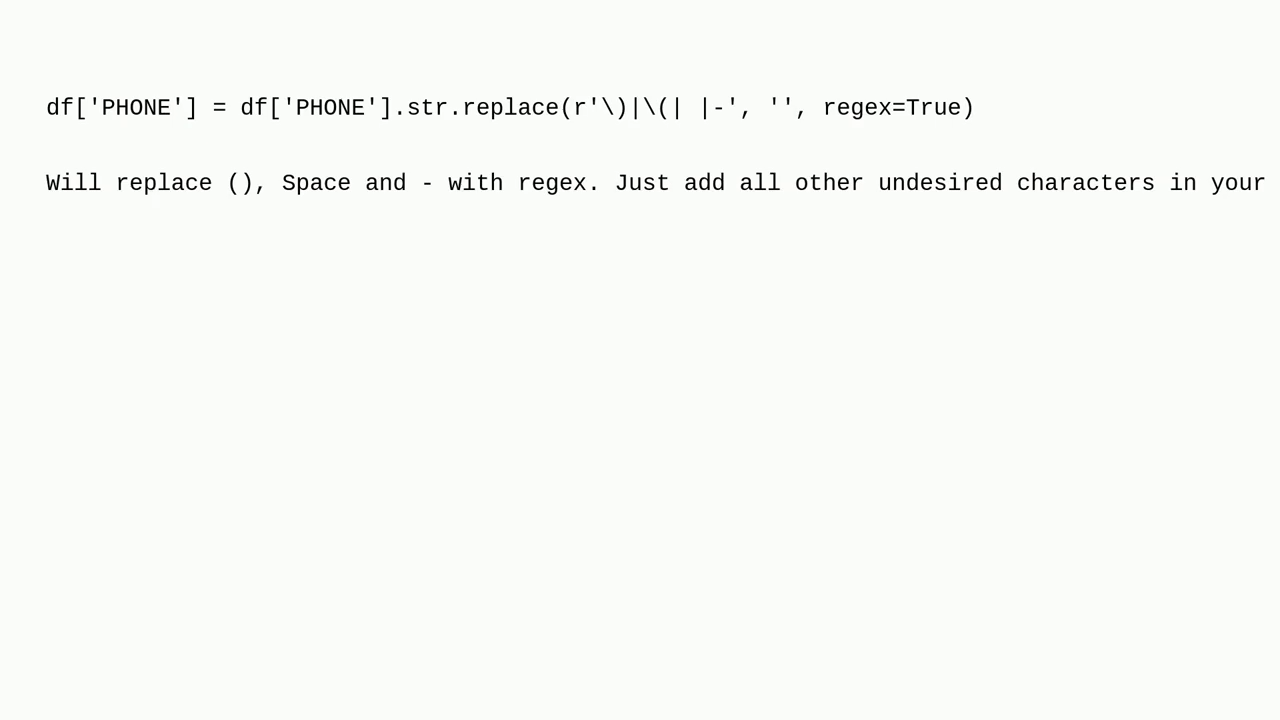 df['PHONE'] = df['PHONE'].str.replace(r'\)|\(| |-', '', regex=True)
Will replace (), Space and - with regex. Just add all other undesired characters in your